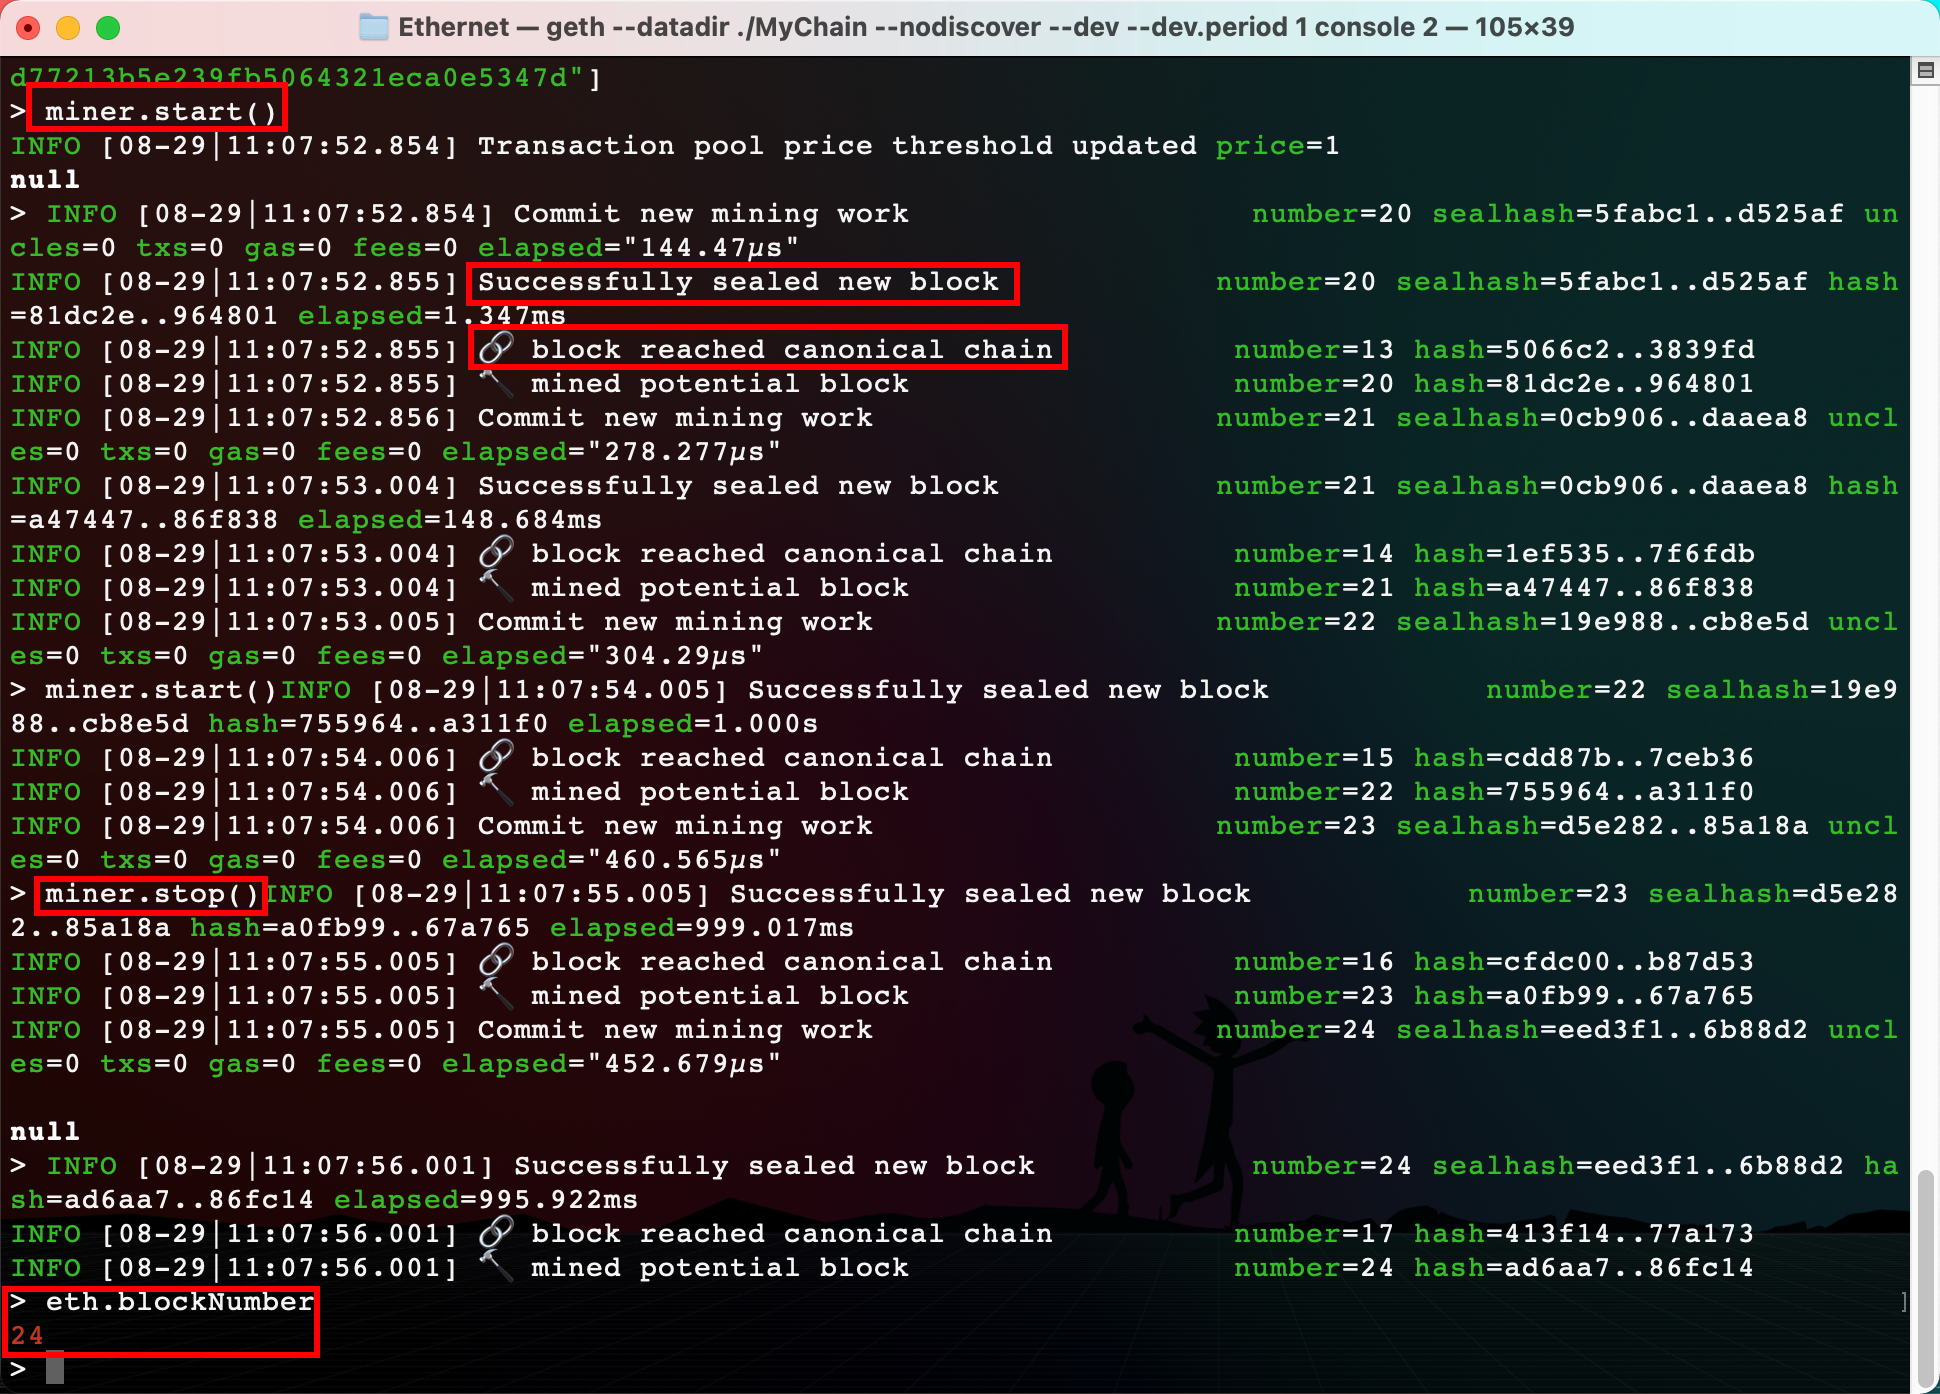 Ethernet — geth --datadir ./MyChain --nodiscover --dev --dev.period 1 console 2 — 105×39
d77213b5e239fb5064321eca0e5347d"]
> miner.start()
INFO [08-29|11:07:52.854] Transaction pool price threshold updated price=1
null
> INFO [08-29|11:07:52.854] Commit new mining work number=20 sealhash=5fabc1..d525af un
cles=0 txs=0 gas=0 fees=0 elapsed="144.47µs"
INFO [08-29|11:07:52.855] Successfully sealed new block number=20 sealhash=5fabc1..d525af hash
=81dc2e..964801 elapsed=1.347ms
INFO [08-29|11:07:52.855] 🔗 block reached canonical chain number=13 hash=5066c2..3839fd
INFO [08-29|11:07:52.855] 🔨 mined potential block number=20 hash=81dc2e..964801
INFO [08-29|11:07:52.856] Commit new mining work number=21 sealhash=0cb906..daaea8 uncl
es=0 txs=0 gas=0 fees=0 elapsed="278.277µs"
INFO [08-29|11:07:53.004] Successfully sealed new block number=21 sealhash=0cb906..daaea8 hash
=a47447..86f838 elapsed=148.684ms
INFO [08-29|11:07:53.004] 🔗 block reached canonical chain number=14 hash=1ef535..7f6fdb
INFO [08-29|11:07:53.004] 🔨 mined potential block number=21 hash=a47447..86f838
INFO [08-29|11:07:53.005] Commit new mining work number=22 sealhash=19e988..cb8e5d uncl
es=0 txs=0 gas=0 fees=0 elapsed="304.29µs"
> miner.start()INFO [08-29|11:07:54.005] Successfully sealed new block number=22 sealhash=19e9
88..cb8e5d hash=755964..a311f0 elapsed=1.000s
INFO [08-29|11:07:54.006] 🔗 block reached canonical chain number=15 hash=cdd87b..7ceb36
INFO [08-29|11:07:54.006] 🔨 mined potential block number=22 hash=755964..a311f0
INFO [08-29|11:07:54.006] Commit new mining work number=23 sealhash=d5e282..85a18a uncl
es=0 txs=0 gas=0 fees=0 elapsed="460.565µs"
> miner.stop()INFO [08-29|11:07:55.005] Successfully sealed new block number=23 sealhash=d5e28
2..85a18a hash=a0fb99..67a765 elapsed=999.017ms
INFO [08-29|11:07:55.005] 🔗 block reached canonical chain number=16 hash=cfdc00..b87d53
INFO [08-29|11:07:55.005] 🔨 mined potential block number=23 hash=a0fb99..67a765
INFO [08-29|11:07:55.005] Commit new mining work number=24 sealhash=eed3f1..6b88d2 uncl
es=0 txs=0 gas=0 fees=0 elapsed="452.679µs"
null
> INFO [08-29|11:07:56.001] Successfully sealed new block number=24 sealhash=eed3f1..6b88d2 ha
sh=ad6aa7..86fc14 elapsed=995.922ms
INFO [08-29|11:07:56.001] 🔗 block reached canonical chain number=17 hash=413f14..77a173
INFO [08-29|11:07:56.001] 🔨 mined potential block number=24 hash=ad6aa7..86fc14
> eth.blockNumber ]
24
>